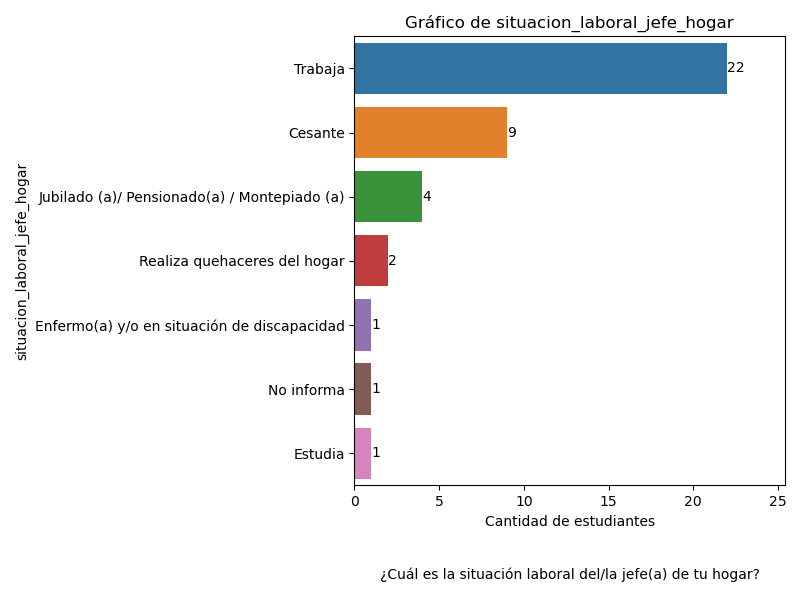 Gráfico de situacion_laboral_jefe_hogar
situacion_laboral_jefe_hogar
Trabaja
22
Cesante
9
Jubilado (a)/ Pensionado(a) / Montepiado (a)
4
Realiza quehaceres del hogar
2
Enfermo(a) y/o en situación de discapacidad
1
No informa
1
Estudia
1
0 5 10 15 20 25
Cantidad de estudiantes
¿Cuál es la situación laboral del/la jefe(a) de tu hogar?